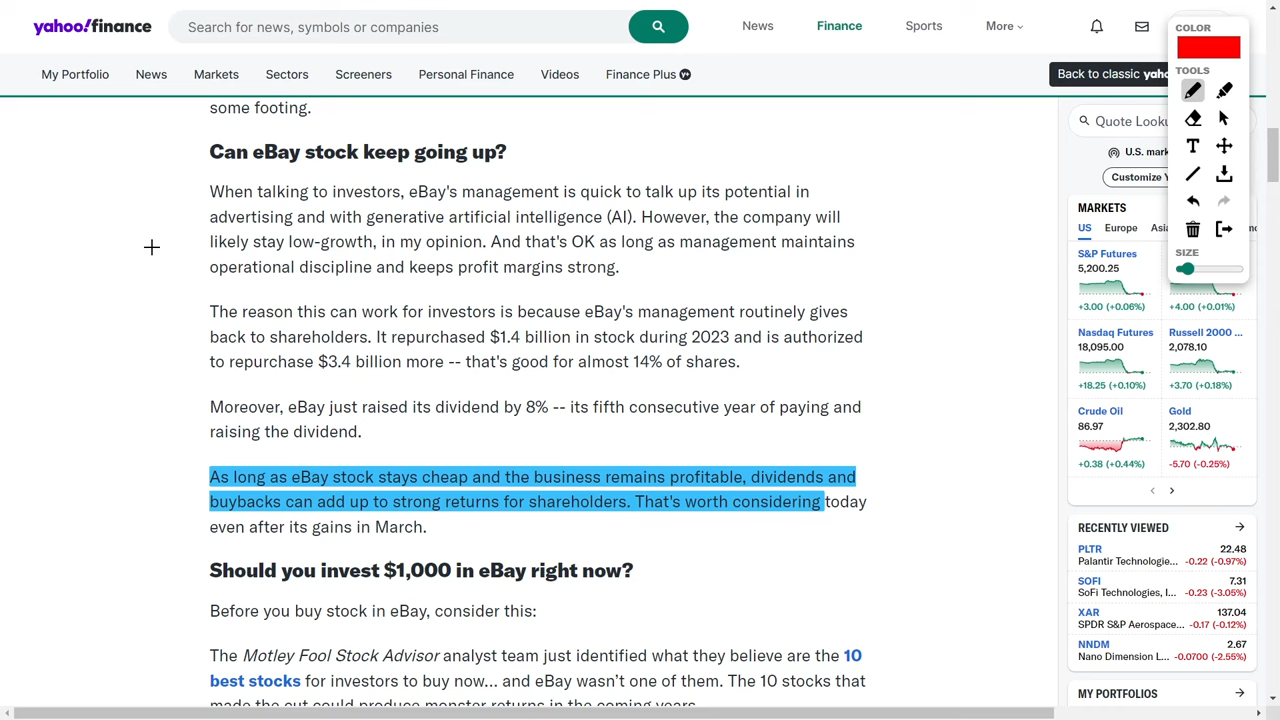 yahoo!finance
Search for news, symbols or companies
News
Finance
Sports
More
COLOR
TOOLS
SIZE
My Portfolio
News
Markets
Sectors
Screeners
Personal Finance
Videos
Finance Plus
Back to classic yaho
some footing.
Can eBay stock keep going up?
When talking to investors, eBay's management is quick to talk up its potential in
advertising and with generative artificial intelligence (AI). However, the company will
likely stay low-growth, in my opinion. And that's OK as long as management maintains
operational discipline and keeps profit margins strong.
The reason this can work for investors is because eBay's management routinely gives
back to shareholders. It repurchased $1.4 billion in stock during 2023 and is authorized
to repurchase $3.4 billion more -- that's good for almost 14% of shares.
Moreover, eBay just raised its dividend by 8% -- its fifth consecutive year of paying and
raising the dividend.
As long as eBay stock stays cheap and the business remains profitable, dividends and
buybacks can add up to strong returns for shareholders. That's worth considering today
even after its gains in March.
Should you invest $1,000 in eBay right now?
Before you buy stock in eBay, consider this:
The Motley Fool Stock Advisor analyst team just identified what they believe are the 10
best stocks for investors to buy now… and eBay wasn't one of them. The 10 stocks that
made the cut could produce monster returns in the coming years.
Quote Looku
U.S. mark
Customize Y
MARKETS
US Europe Asia
S&P Futures
5,200.25
+3.00 (+0.06%)
+4.00 (+0.01%)
Nasdaq Futures
18,095.00
+18.25 (+0.10%)
Russell 2000 ...
2,078.10
+3.70 (+0.18%)
Crude Oil
86.97
+0.38 (+0.44%)
Gold
2,302.80
-5.70 (-0.25%)
RECENTLY VIEWED
PLTR 22.48
Palantir Technologie... -0.22 (-0.97%)
SOFI 7.31
SoFi Technologies, I... -0.23 (-3.05%)
XAR 137.04
SPDR S&P Aerospace... -0.17 (-0.12%)
NNDM 2.67
Nano Dimension L... -0.0700 (-2.55%)
MY PORTFOLIOS